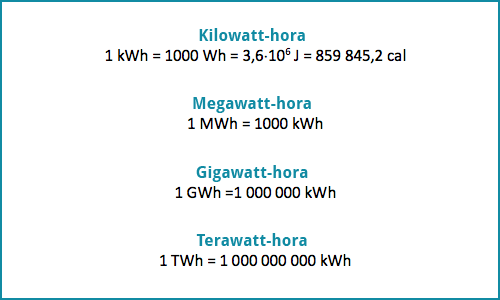 Kilowatt-hora
1 kWh = 1000 Wh = 3,6·10⁶ J = 859 845,2 cal
Megawatt-hora
1 MWh = 1000 kWh
Gigawatt-hora
1 GWh =1 000 000 kWh
Terawatt-hora
1 TWh = 1 000 000 000 kWh